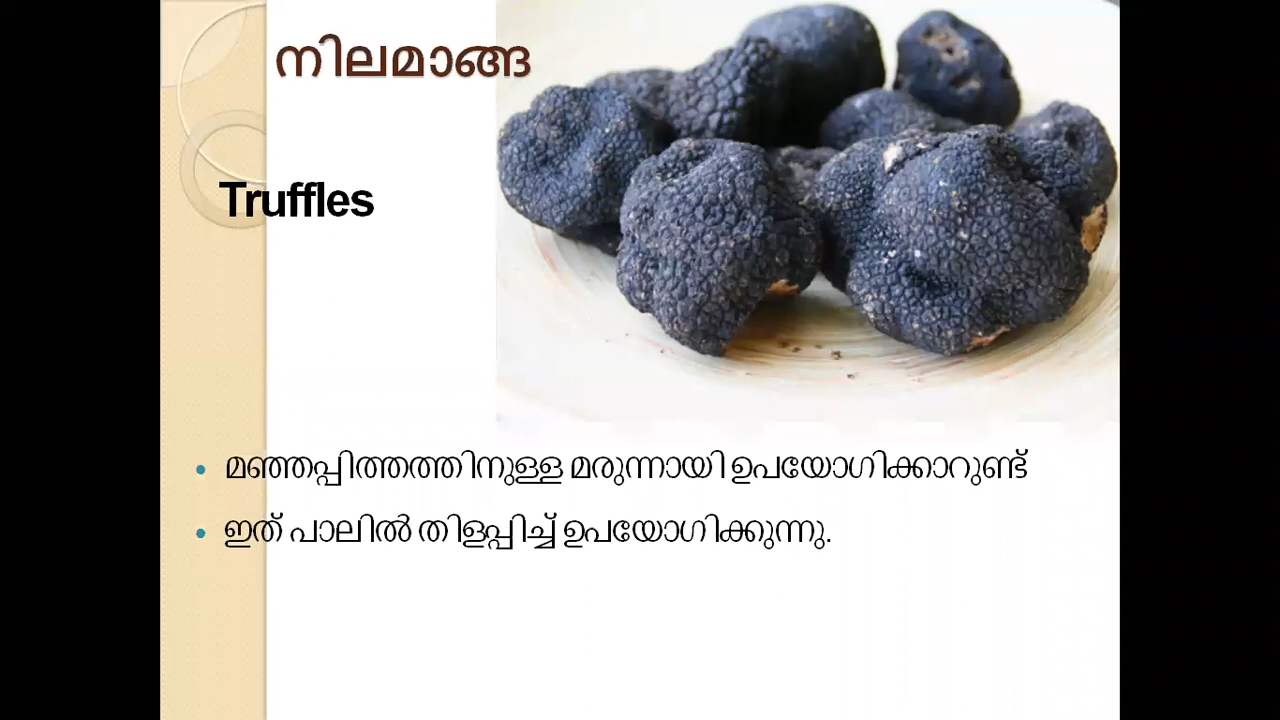 നിലമാങ്ങ
Truffles
• മഞ്ഞപ്പിത്തത്തിനുള്ള മരുന്നായി ഉപയോഗിക്കാറുണ്ട്
• ഇത് പാലിൽ തിളപ്പിച്ച് ഉപയോഗിക്കുന്നു.